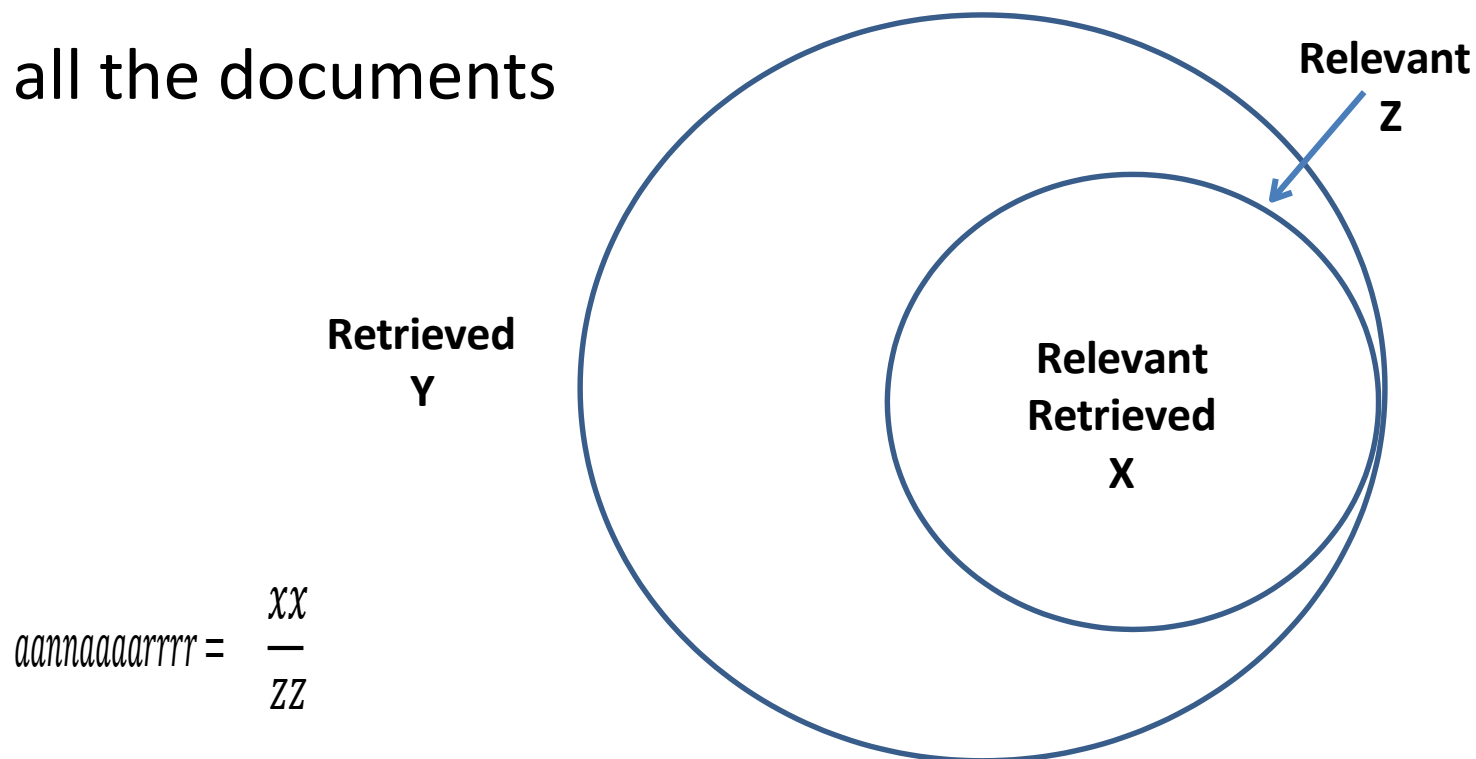 all the documents
Relevant
Z
Retrieved
Y
Relevant
Retrieved
X
aannaaaarrrr = xx
zz